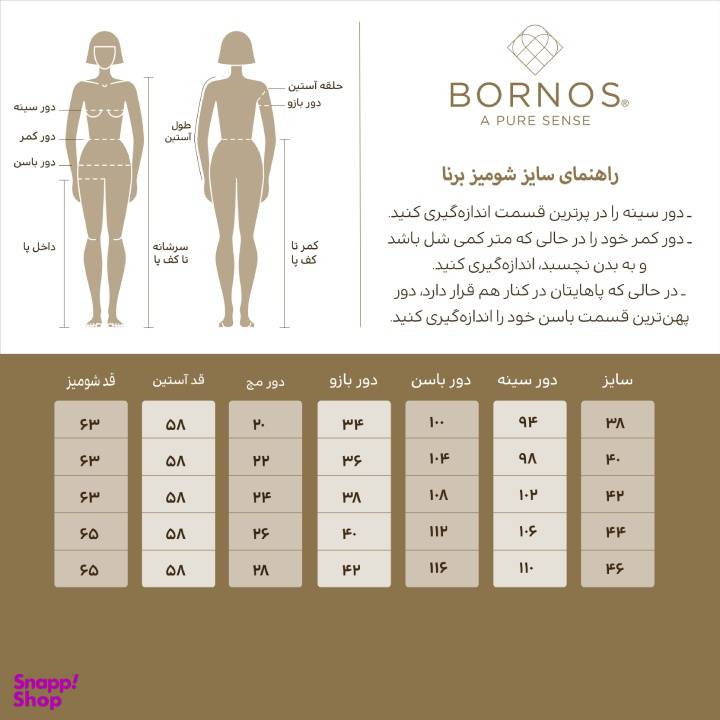 BORNOS®
A PURE SENSE
راهنمای سایز شومیز برنا
ـ دور سینه را در پرترین قسمت اندازه‌گیری کنید.
ـ دور کمر خود را در حالی که متر کمی شل باشد
و به بدن نچسبد، اندازه‌گیری کنید.
ـ در حالی که پاهایتان در کنار هم قرار دارد، دور
پهن‌ترین قسمت باسن خود را اندازه‌گیری کنید.
حلقه آستین
دور بازو
طول
آستین
کمر تا
کف پا
دور سینه
دور کمر
دور باسن
داخل پا
سرشانه
تا کف پا
سایز دور سینه دور باسن دور بازو دور مچ قد آستین قد شومیز
۳۸ ۹۴ ۱۰۰ ۳۴ ۲۰ ۵۸ ۶۳
۴۰ ۹۸ ۱۰۴ ۳۶ ۲۲ ۵۸ ۶۳
۴۲ ۱۰۲ ۱۰۸ ۳۸ ۲۴ ۵۸ ۶۳
۴۴ ۱۰۶ ۱۱۲ ۴۰ ۲۶ ۵۸ ۶۵
۴۶ ۱۱۰ ۱۱۶ ۴۲ ۲۸ ۵۸ ۶۵
Snapp!
Shop